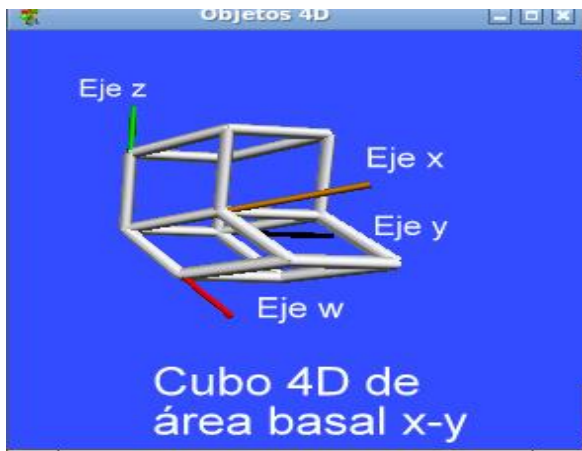 Objetos 4D
Eje z
Eje x
Eje y
Eje w
Cubo 4D de
área basal x-y